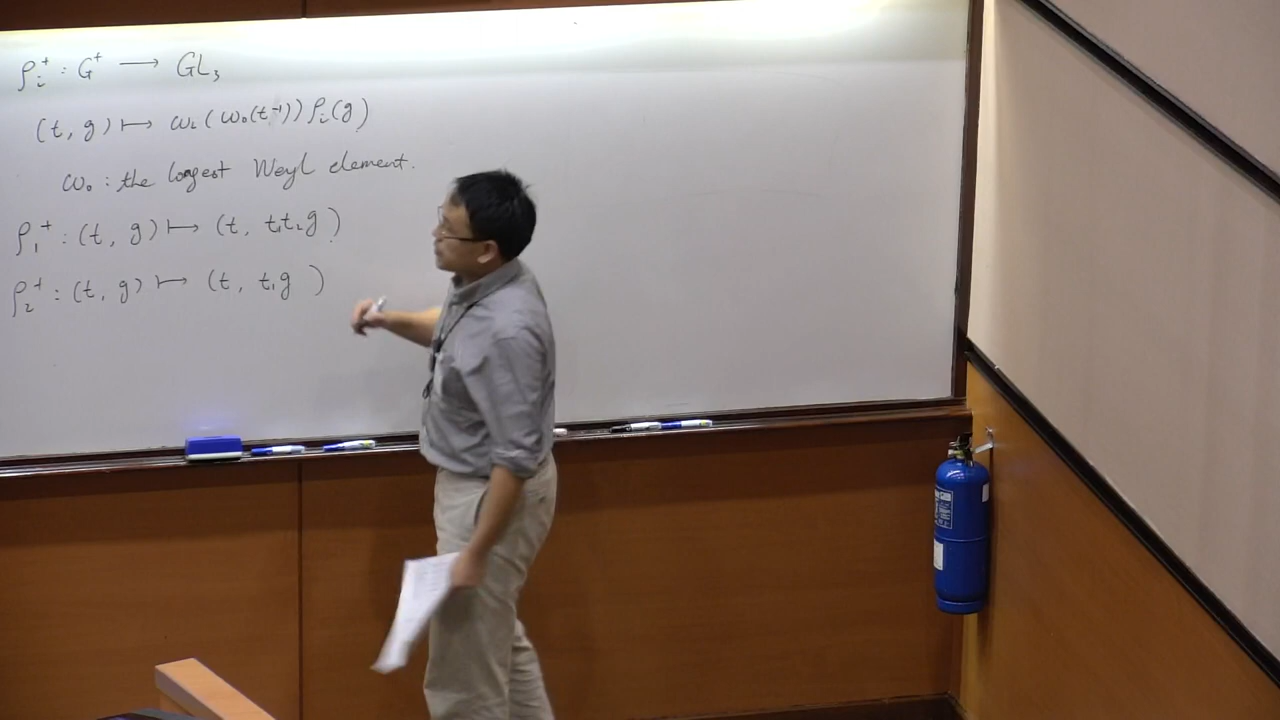 ρᵢ⁺ : G⁺ ⟶ GL₃
(t, g) ⟼ ωᵢ(ω₀(t⁻¹)) ρᵢ(g)
ω₀ : the longest Weyl element.
ρ₁⁺ : (t, g) ⟼ (t, t₁t₂g )
ρ₂⁺ : (t, g) ⟼ (t, t₁g )